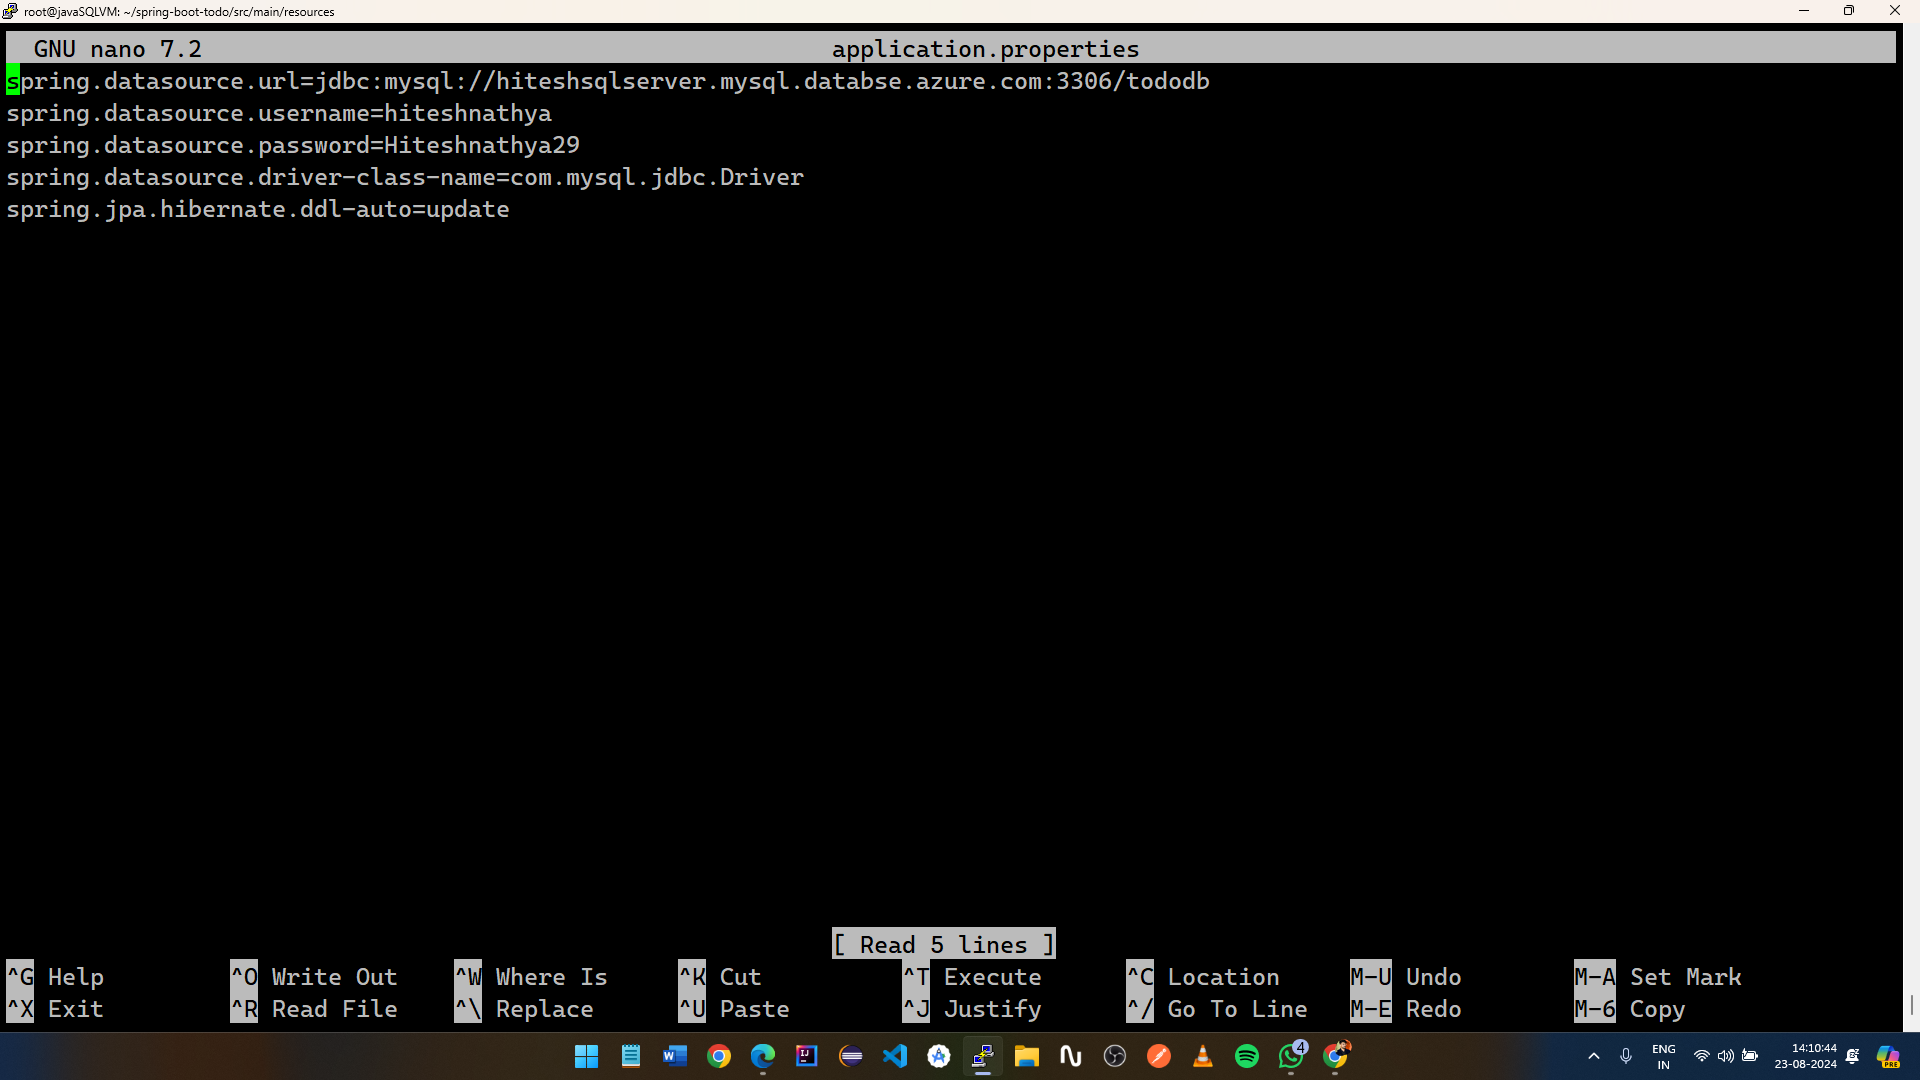 root@javaSQLVM: ~/spring-boot-todo/src/main/resources
GNU nano 7.2 application.properties
spring.datasource.url=jdbc:mysql://hiteshsqlserver.mysql.databse.azure.com:3306/tododb
spring.datasource.username=hiteshnathya
spring.datasource.password=Hiteshnathya29
spring.datasource.driver-class-name=com.mysql.jdbc.Driver
spring.jpa.hibernate.ddl-auto=update
[ Read 5 lines ]
^G Help ^O Write Out ^W Where Is ^K Cut ^T Execute ^C Location M-U Undo M-A Set Mark
^X Exit ^R Read File ^\ Replace ^U Paste ^J Justify ^/ Go To Line M-E Redo M-6 Copy
4
ENG
IN
14:10:44
23-08-2024
PRE